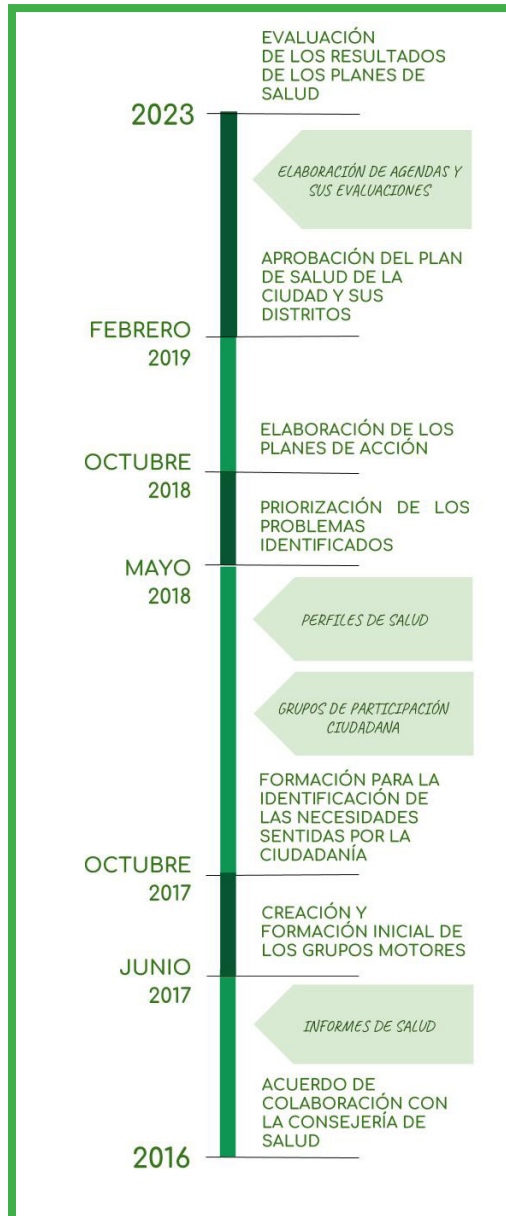 EVALUACIÓN
DE LOS RESULTADOS
DE LOS PLANES DE
SALUD
2023
ELABORACIÓN DE AGENDAS Y
SUS EVALUACIONES
APROBACIÓN DEL PLAN
DE SALUD DE LA
CIUDAD Y SUS
DISTRITOS
FEBRERO
2019
ELABORACIÓN DE LOS
PLANES DE ACCIÓN
OCTUBRE
2018
PRIORIZACIÓN DE LOS
PROBLEMAS
IDENTIFICADOS
MAYO
2018
PERFILES DE SALUD
GRUPOS DE PARTICIPACIÓN
CIUDADANA
FORMACIÓN PARA LA
IDENTIFICACIÓN DE
LAS NECESIDADES
SENTIDAS POR LA
CIUDADANÍA
OCTUBRE
2017
CREACIÓN Y
FORMACIÓN INICIAL DE
LOS GRUPOS MOTORES
JUNIO
2017
INFORMES DE SALUD
ACUERDO DE
COLABORACIÓN CON
LA CONSEJERÍA DE
SALUD
2016